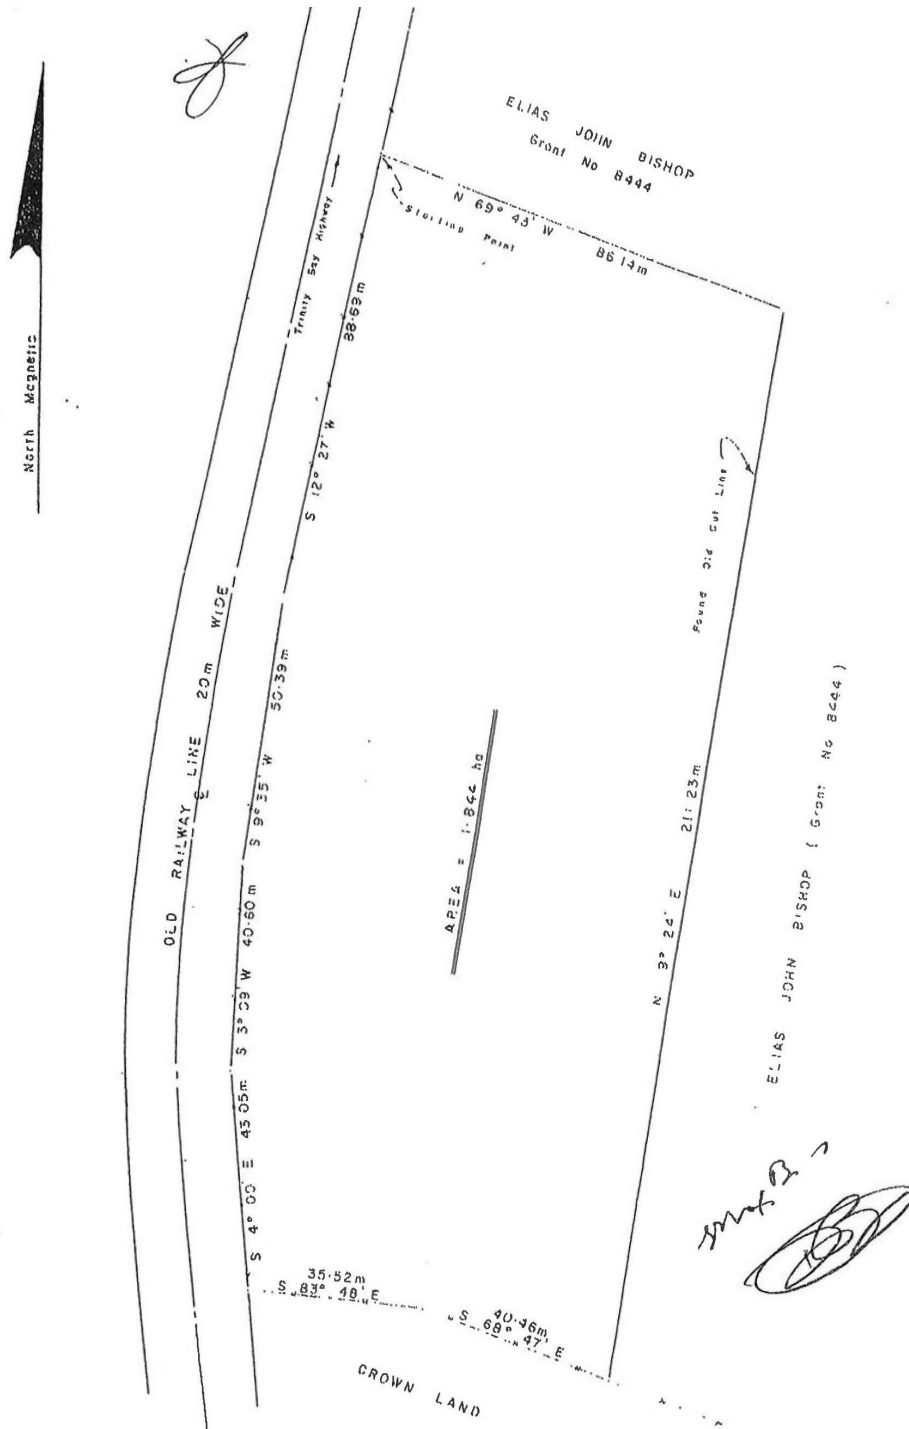 ELIAS JOHN BISHOP
Grant No 8444
N 69° 43' W 86.14m
Starting Point
Trinity Bay Highway
88.69m
S 12° 27' W
North Magnetic
Found Old Cut Line
OLD RAILWAY ℄ LINE 20m WIDE
50.39m
S 9° 35' W
40.60m
S 3° 09' W
AREA = 1.844 ha
211.23m
N 9° 24' E
ELIAS JOHN BISHOP ( Grant No 8444 )
S 4° 00' E 43.05m
35.52m
S 83° 48' E
40.46m
S 68° 47' E
CROWN LAND